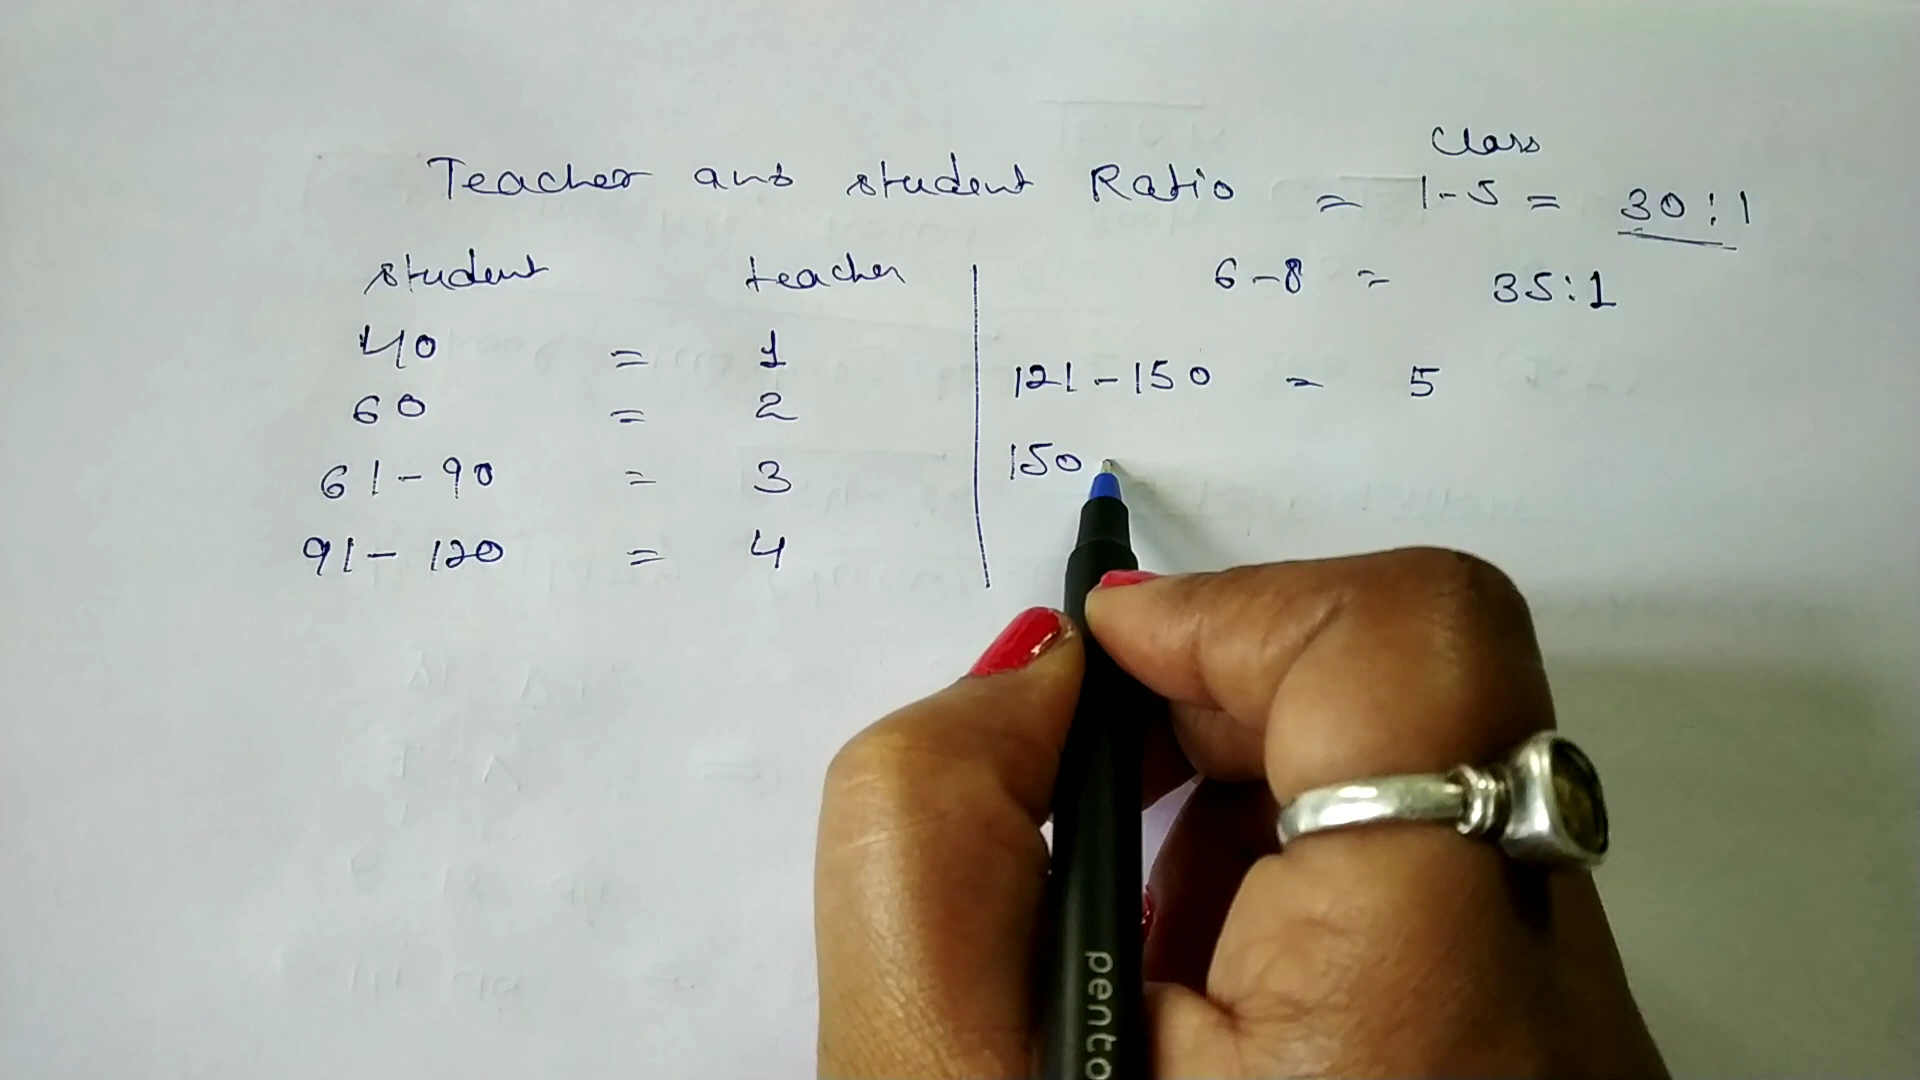 Class
Teacher and student Ratio = 1-5 = 30:1
6-8 = 35:1
student teacher
40 = 1
60 = 2
61-90 = 3
91-120 = 4
121-150 = 5
150
pento